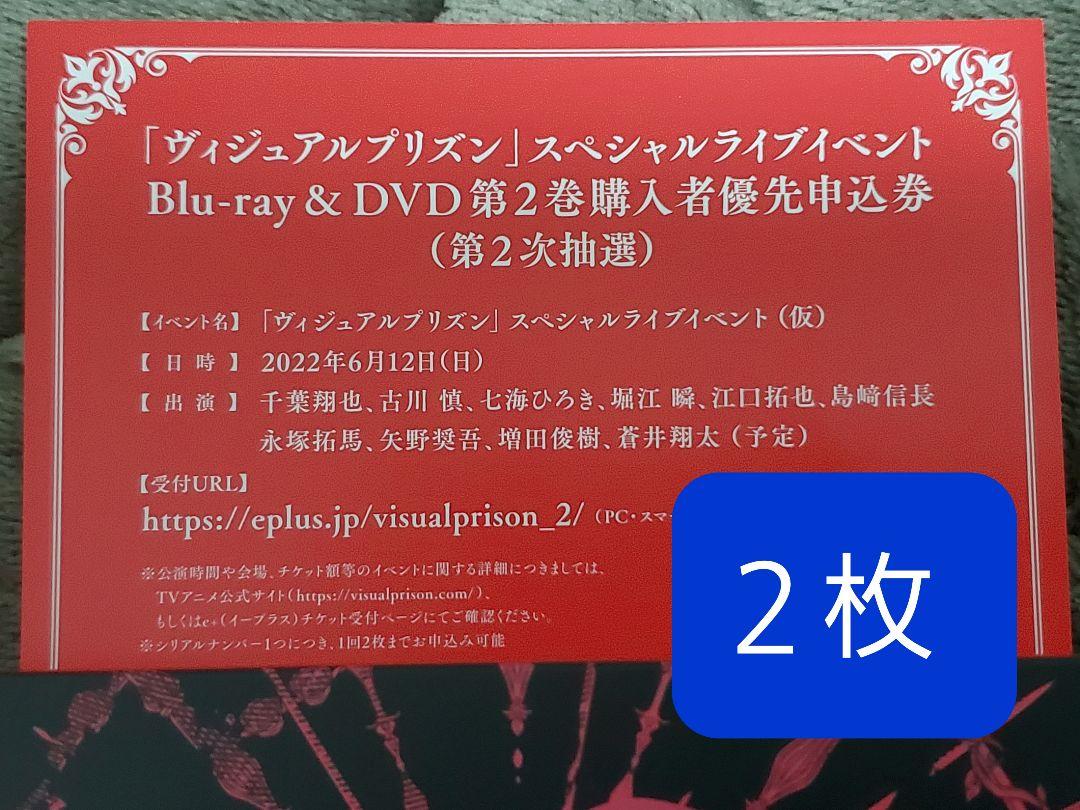 「ヴィジュアルプリズン」スペシャルライブイベント
Blu-ray & DVD第2巻購入者優先申込券
（第2次抽選）
【イベント名】「ヴィジュアルプリズン」スペシャルライブイベント（仮）
【日時】2022年6月12日（日）
【出演】千葉翔也、古川 慎、七海ひろき、堀江 瞬、江口拓也、島﨑信長
永塚拓馬、矢野奨吾、増田俊樹、蒼井翔太（予定）
【受付URL】
https://eplus.jp/visualprison_2/（PC・スマ
※公演時間や会場、チケット額等のイベントに関する詳細につきましては、
TVアニメ公式サイト（https://visualprison.com/）、
もしくはe+（イープラス）チケット受付ページにてご確認ください。
※シリアルナンバー1つにつき、1回2枚までお申込み可能
2枚